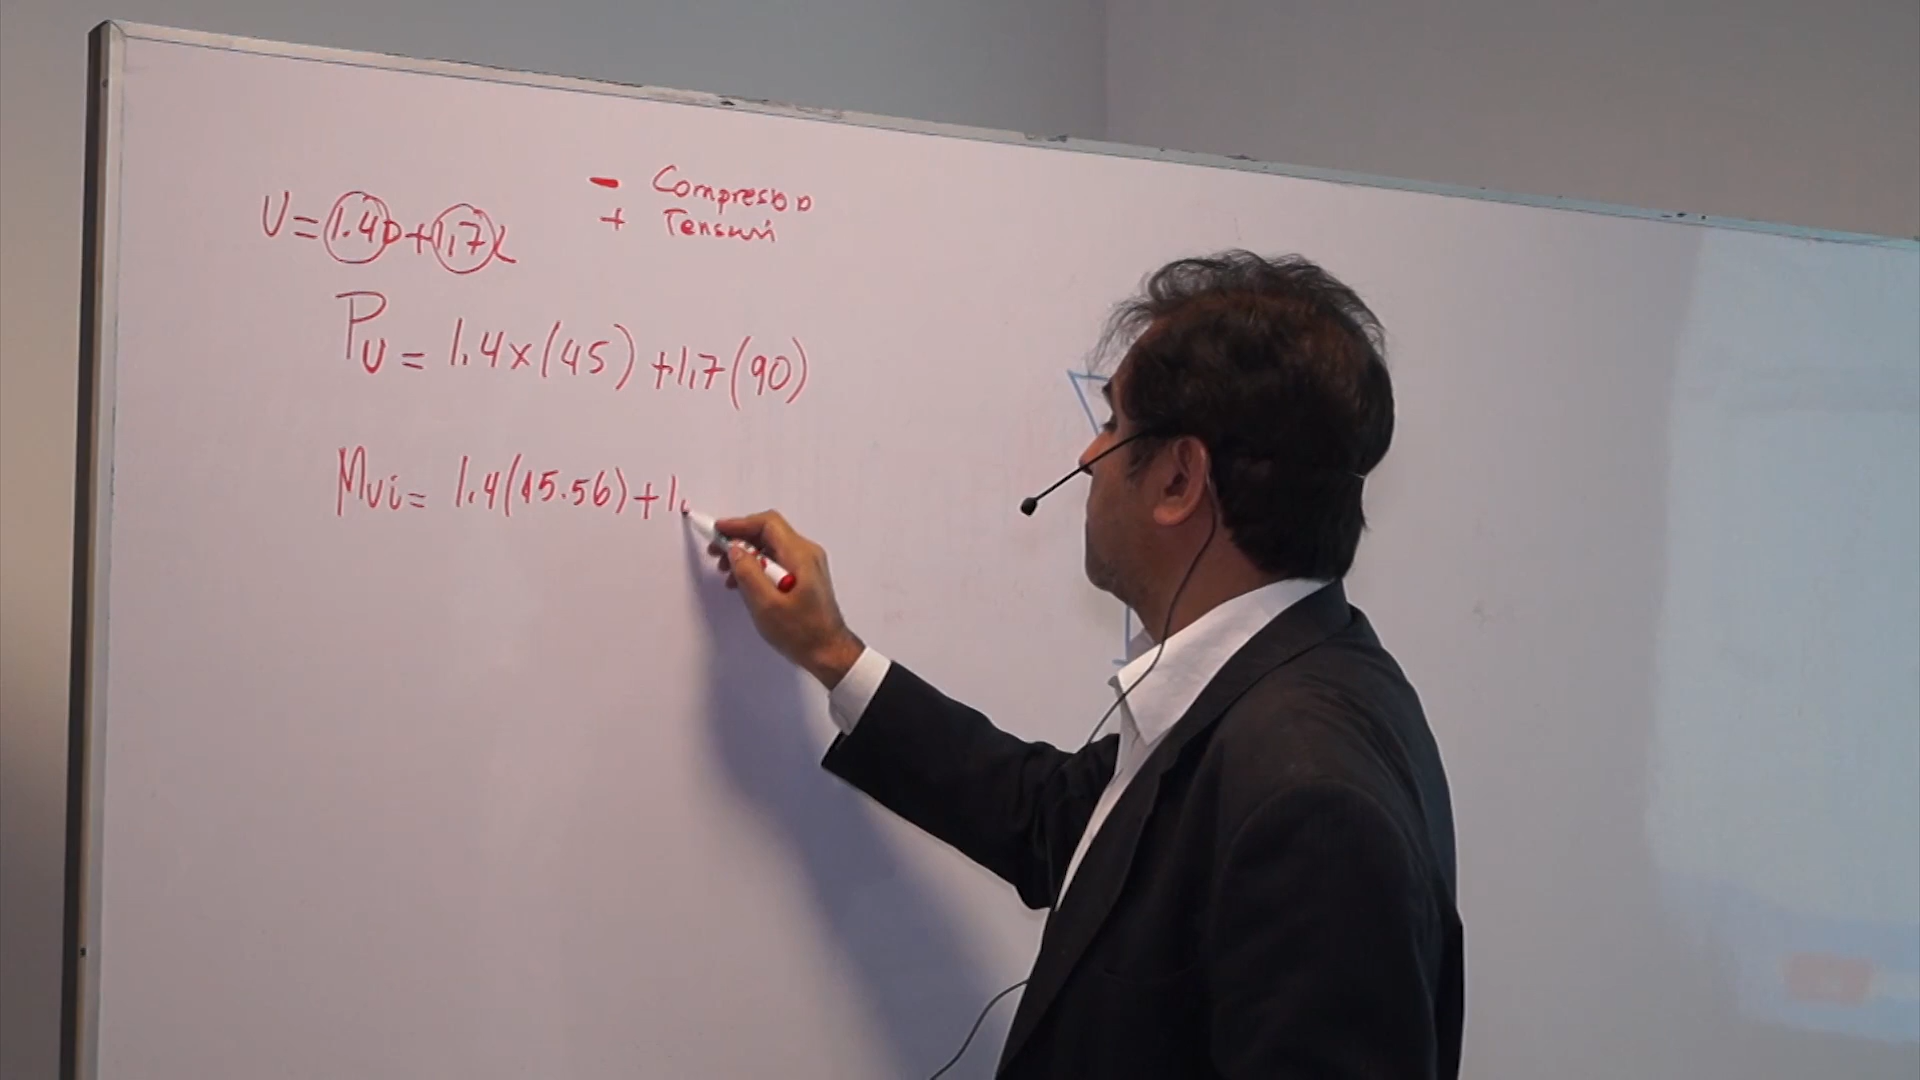 - Compresion
+ Tension
U=1.4D+1,7L
Pu = 1.4x(45)+1,7(90)
Mui= 1.4(15.56)+1.